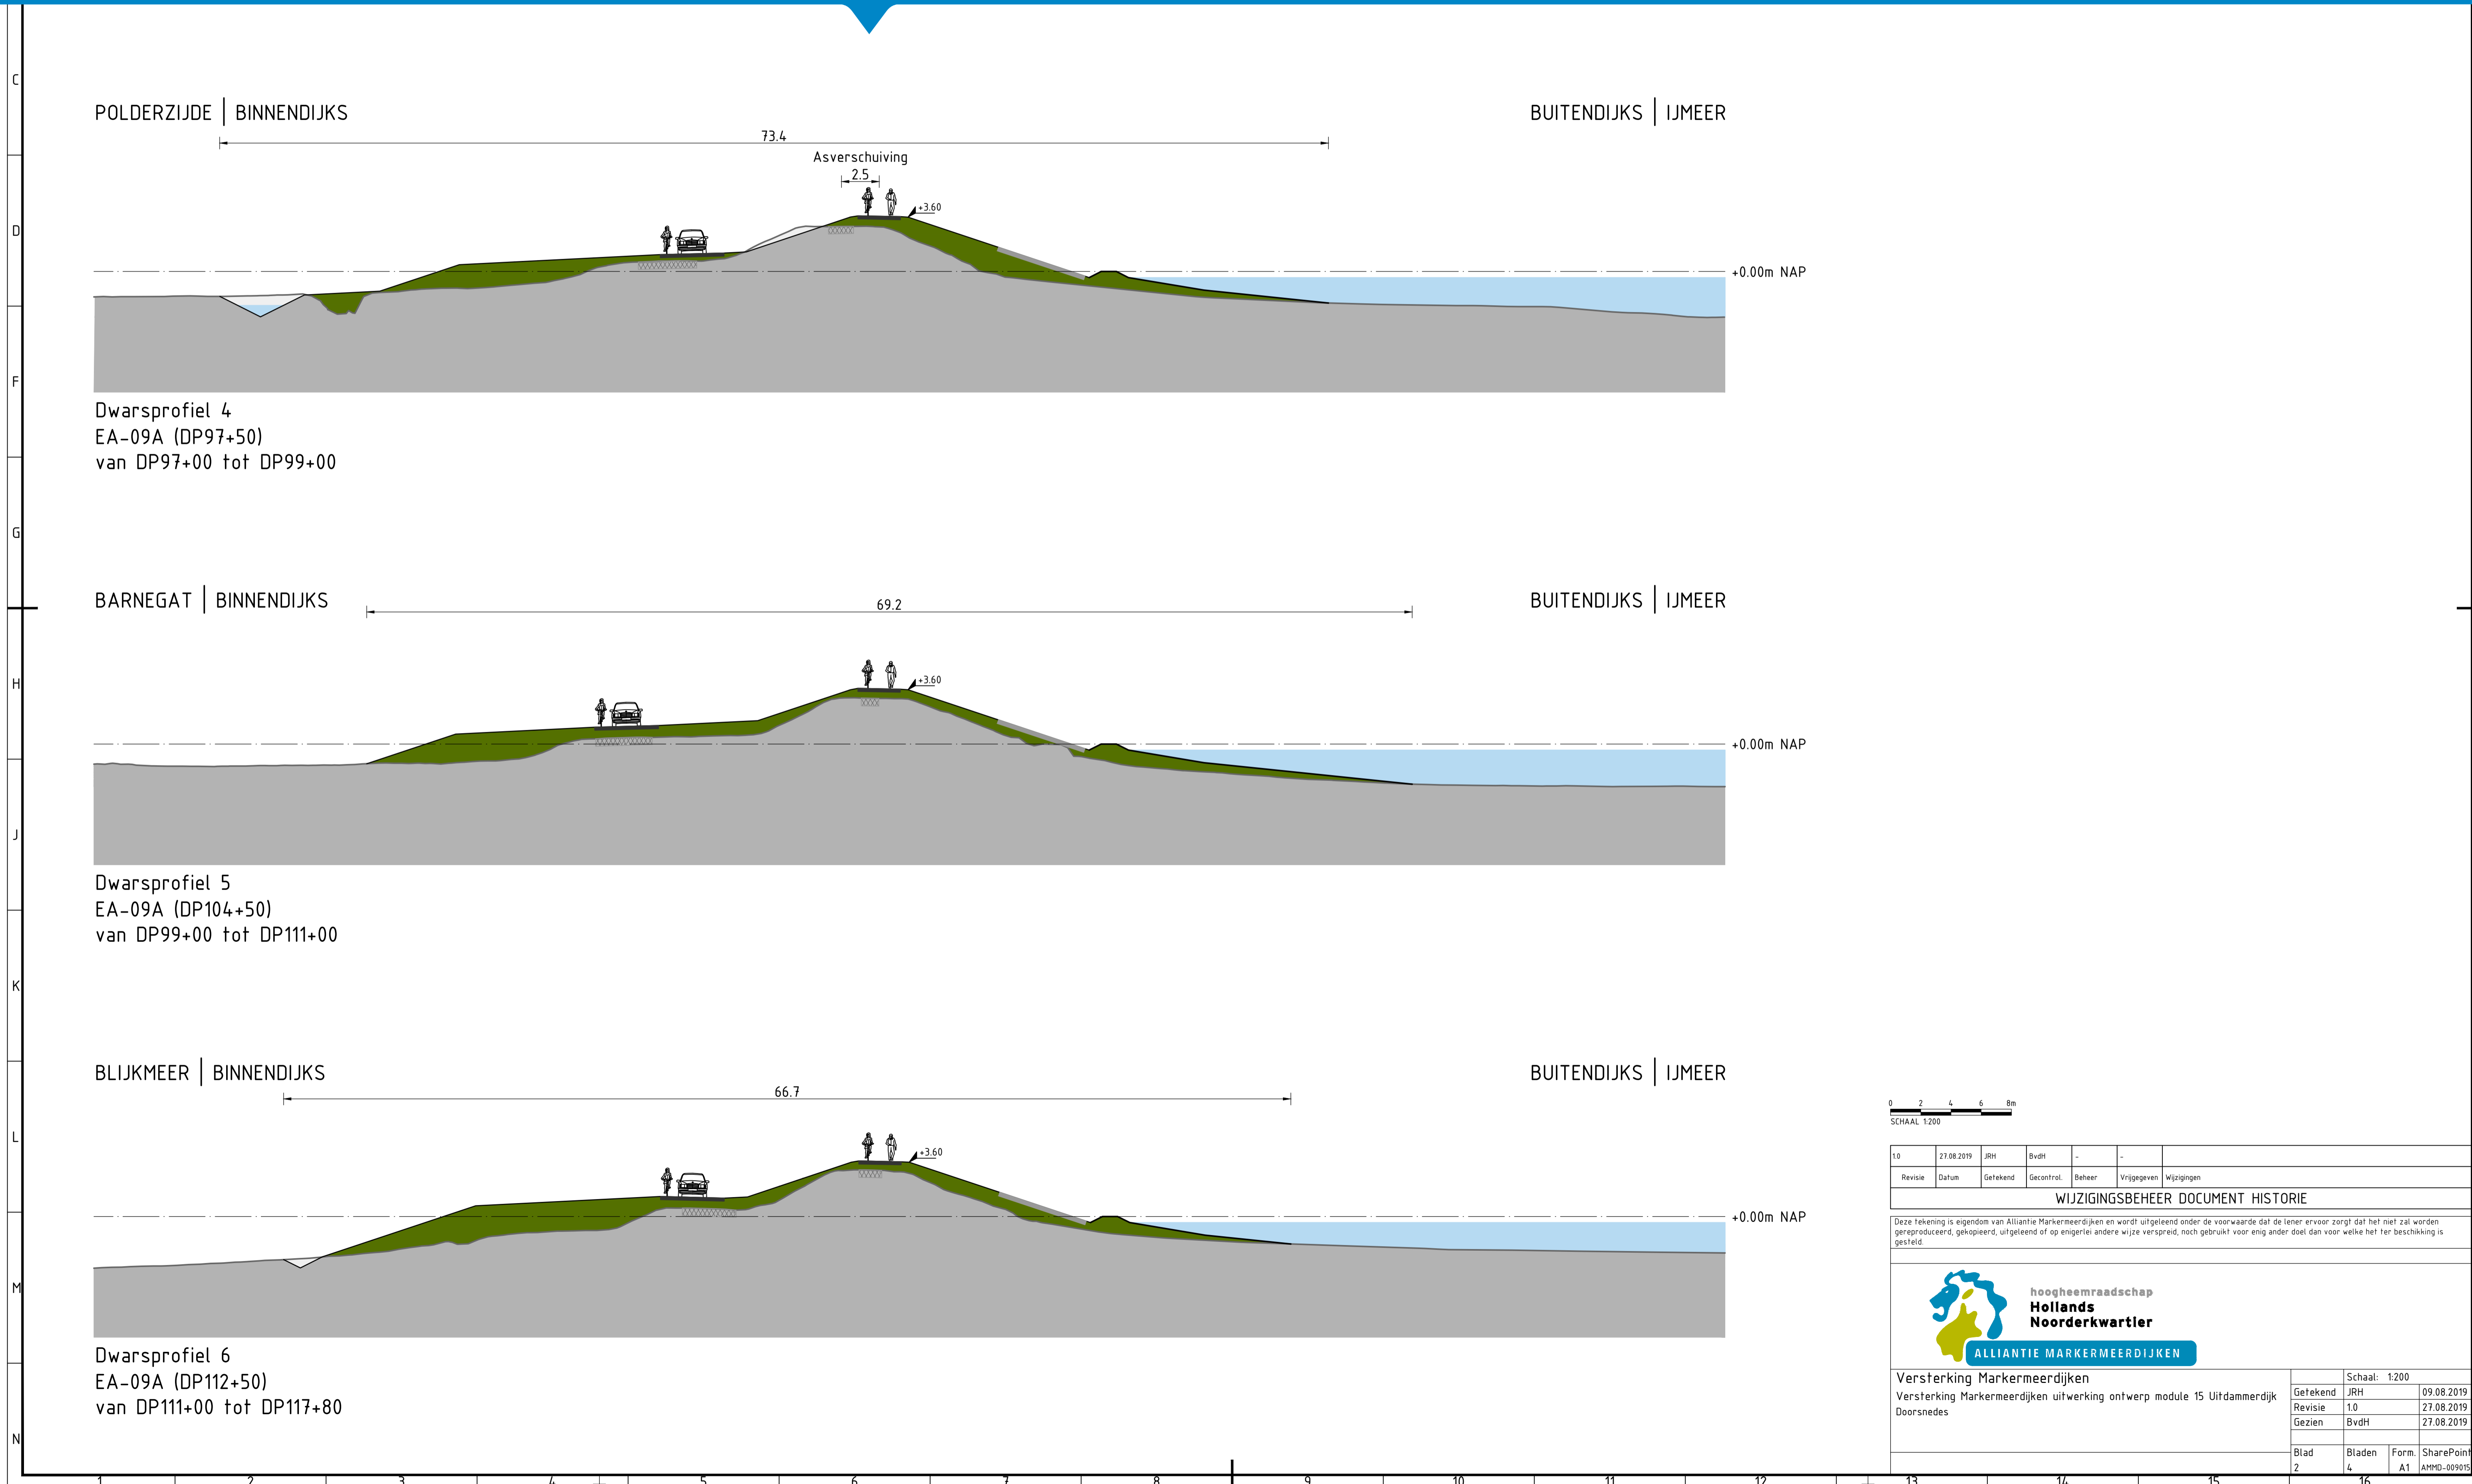 C
D
F
G
H
J
K
L
M
N
POLDERZIJDE | BINNENDIJKS
BUITENDIJKS | IJMEER
73.4
Asverschuiving
2.5
+3.60
+0.00m NAP
Dwarsprofiel 4
EA-09A (DP97+50)
van DP97+00 tot DP99+00
BARNEGAT | BINNENDIJKS
BUITENDIJKS | IJMEER
69.2
+3.60
+0.00m NAP
Dwarsprofiel 5
EA-09A (DP104+50)
van DP99+00 tot DP111+00
BLIJKMEER | BINNENDIJKS
BUITENDIJKS | IJMEER
66.7
+3.60
+0.00m NAP
Dwarsprofiel 6
EA-09A (DP112+50)
van DP111+00 tot DP117+80
0 2 4 6 8m
SCHAAL 1:200
1.0 27.08.2019 JRH BvdH - -
Revisie Datum Getekend Gecontrol. Beheer Vrijgegeven Wijzigingen
WIJZIGINGSBEHEER DOCUMENT HISTORIE
Deze tekening is eigendom van Alliantie Markermeerdijken en wordt uitgeleend onder de voorwaarde dat de lener ervoor zorgt dat het niet zal worden
gereproduceerd, gekopieerd, uitgeleend of op enigerlei andere wijze verspreid, noch gebruikt voor enig ander doel dan voor welke het ter beschikking is
gesteld.
hoogheemraadschap
Hollands
Noorderkwartier
ALLIANTIE MARKERMEERDIJKEN
Versterking Markermeerdijken
Versterking Markermeerdijken uitwerking ontwerp module 15 Uitdammerdijk
Doorsnedes
Schaal: 1:200
Getekend JRH 09.08.2019
Revisie 1.0 27.08.2019
Gezien BvdH 27.08.2019
Blad Bladen Form. SharePoint
2 4 A1 AMMD-009015
1 2 3 4 5 6 7 8 9 10 11 12 13 14 15 16